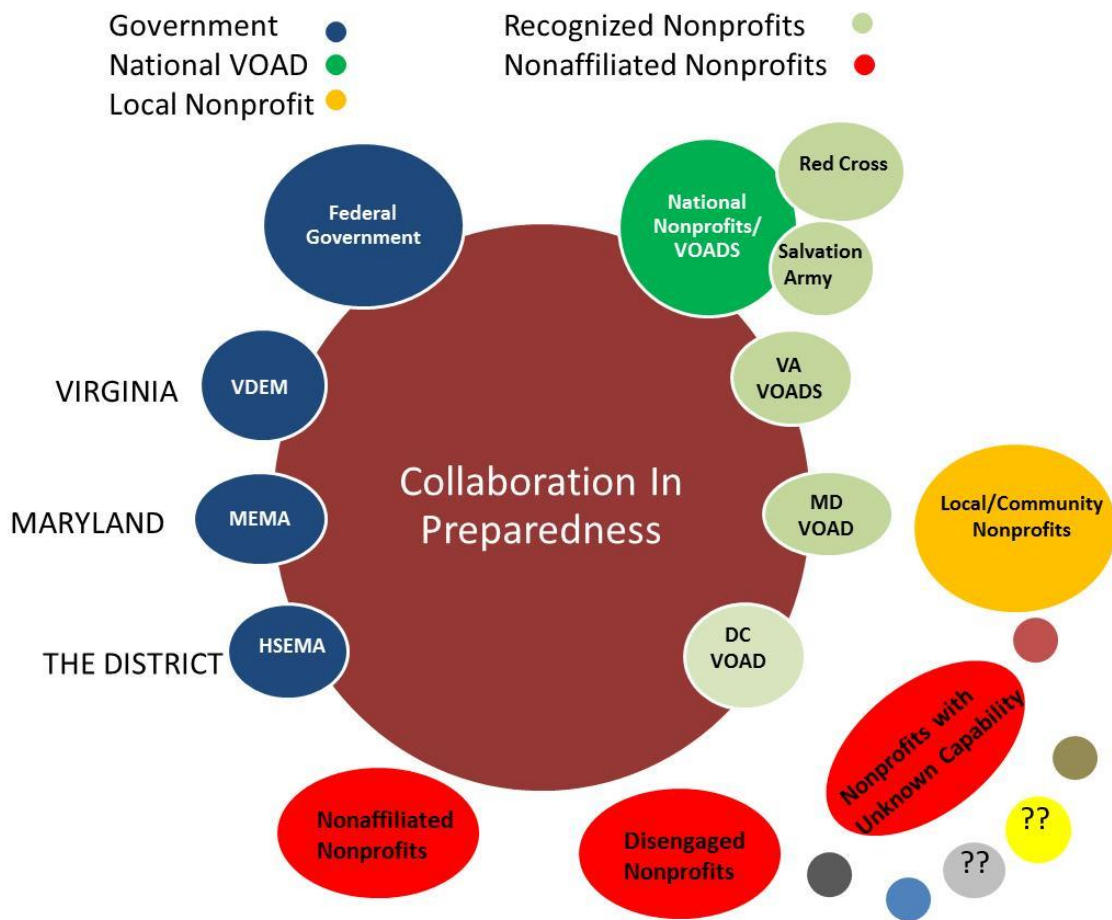 Government
National VOAD
Local Nonprofit
Recognized Nonprofits
Nonaffiliated Nonprofits
Red Cross
Federal
Government
National
Nonprofits/
VOADS
Salvation
Army
VIRGINIA
VDEM
VA
VOADS
Collaboration In
Preparedness
MARYLAND
MEMA
MD
VOAD
Local/Community
Nonprofits
THE DISTRICT
HSEMA
DC
VOAD
Nonprofits with
Unknown Capability
Nonaffiliated
Nonprofits
Disengaged
Nonprofits
??
??